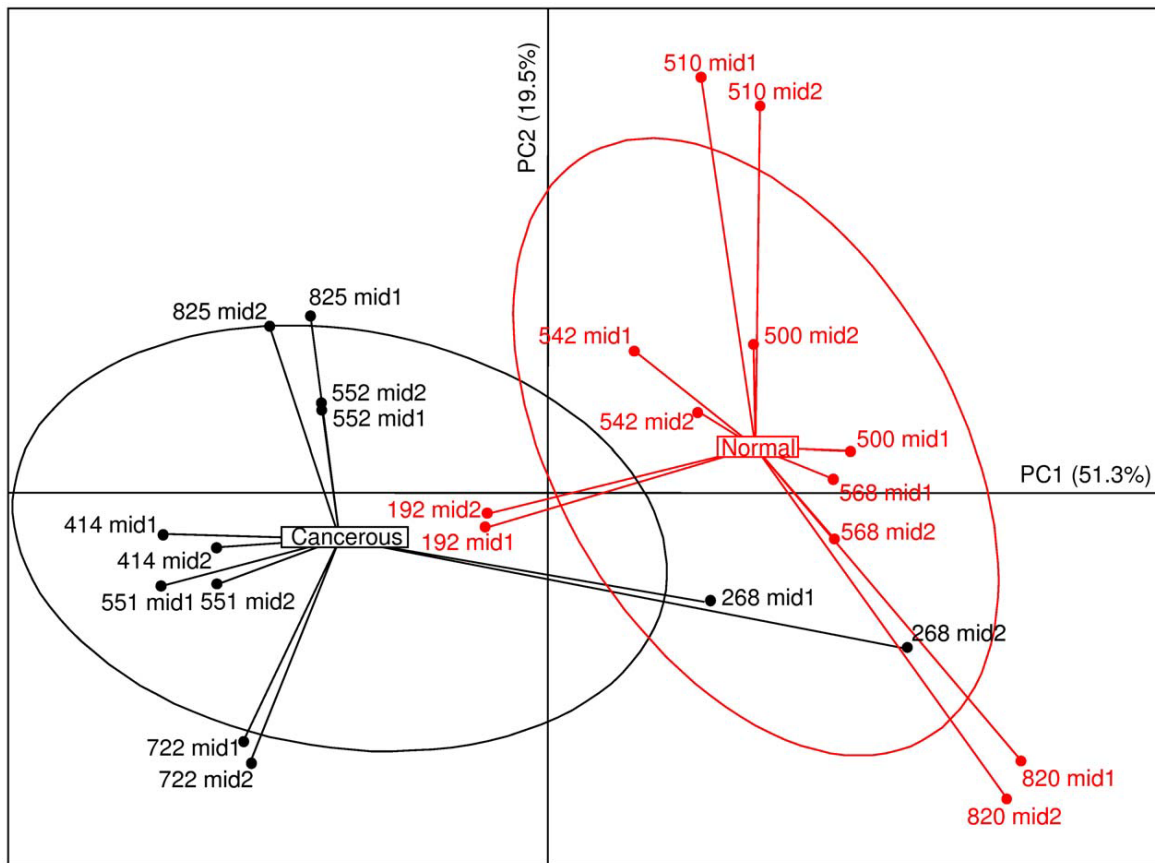 510 mid1
510 mid2
PC2 (19.5%)
825 mid2
825 mid1
542 mid1
500 mid2
552 mid2
552 mid1
542 mid2
Normal
500 mid1
PC1 (51.3%)
568 mid1
192 mid2
414 mid1
Cancerous
192 mid1
568 mid2
414 mid2
551 mid1
551 mid2
268 mid1
268 mid2
722 mid1
722 mid2
820 mid1
820 mid2